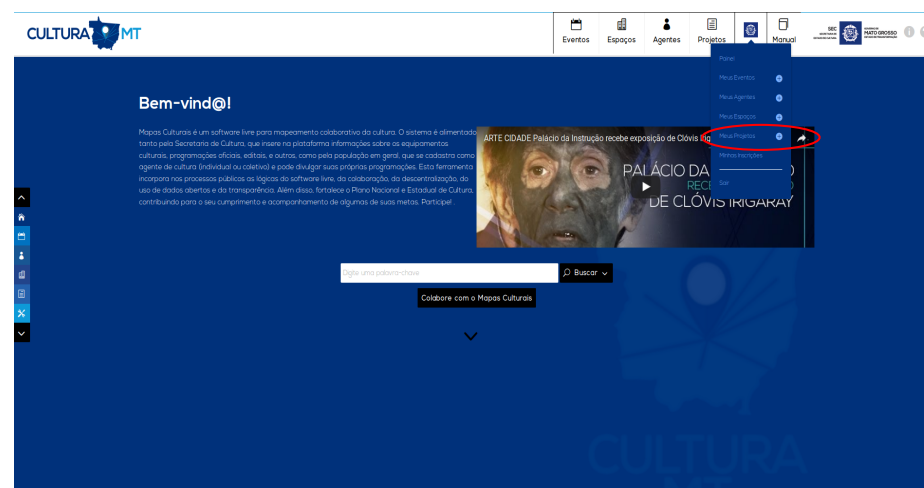 CULTURA MT
Eventos
Espaços
Agentes
Projetos
Manual
SEC
GOVERNO DE
MATO GROSSO
Painel
Meus Eventos
Meus Agentes
Meus Espaços
Meus Projetos
Minhas Inscrições
Sair
Bem-vind@!
Mapas Culturais é um software livre para mapeamento colaborativo da cultura. O sistema é alimentado
tanto pela Secretaria de Cultura, que insere na plataforma informações sobre os equipamentos
culturais, programações oficiais, editais, e outros, como pela população em geral, que se cadastra como
agente de cultura (individual ou coletivo) e pode divulgar suas próprias programações. Esta ferramenta
incorpora nos processos públicos as lógicas do software livre, da colaboração, da descentralização, do
uso de dados abertos e da transparência. Além disso, fortalece o Plano Nacional e Estadual de Cultura,
contribuindo para o seu cumprimento e acompanhamento de algumas de suas metas. Participe! .
ARTE CIDADE Palácio da Instrução recebe exposição de Clóvis Irig
PALÁCIO DA
RECE
DE CLÓVIS IRIGARAY
Digite uma palavra-chave
Buscar
Colabore com o Mapas Culturais
CULTURA
MT